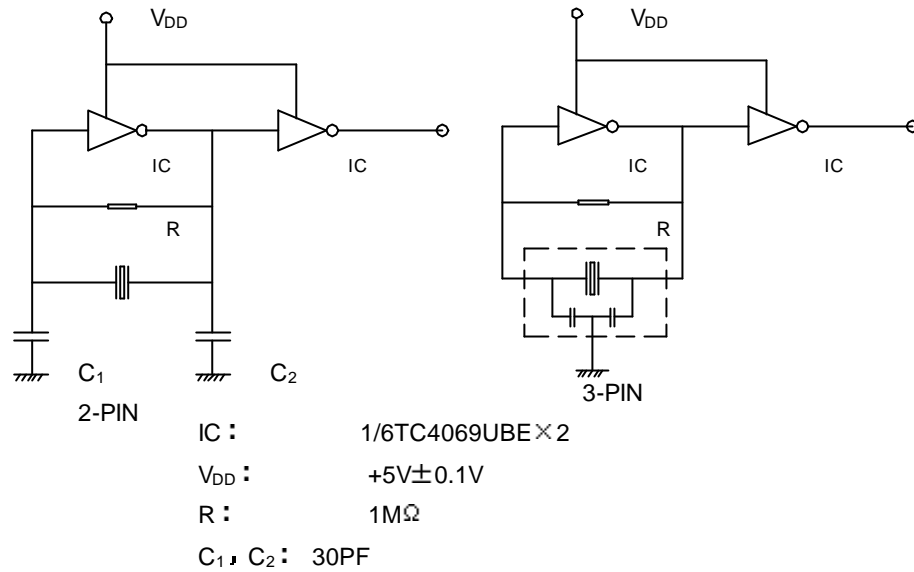 VDD VDD
IC IC IC IC
R R
C1 C2
2-PIN 3-PIN
IC： 1/6TC4069UBE×2
VDD： +5V±0.1V
R： 1MΩ
C1，C2： 30PF